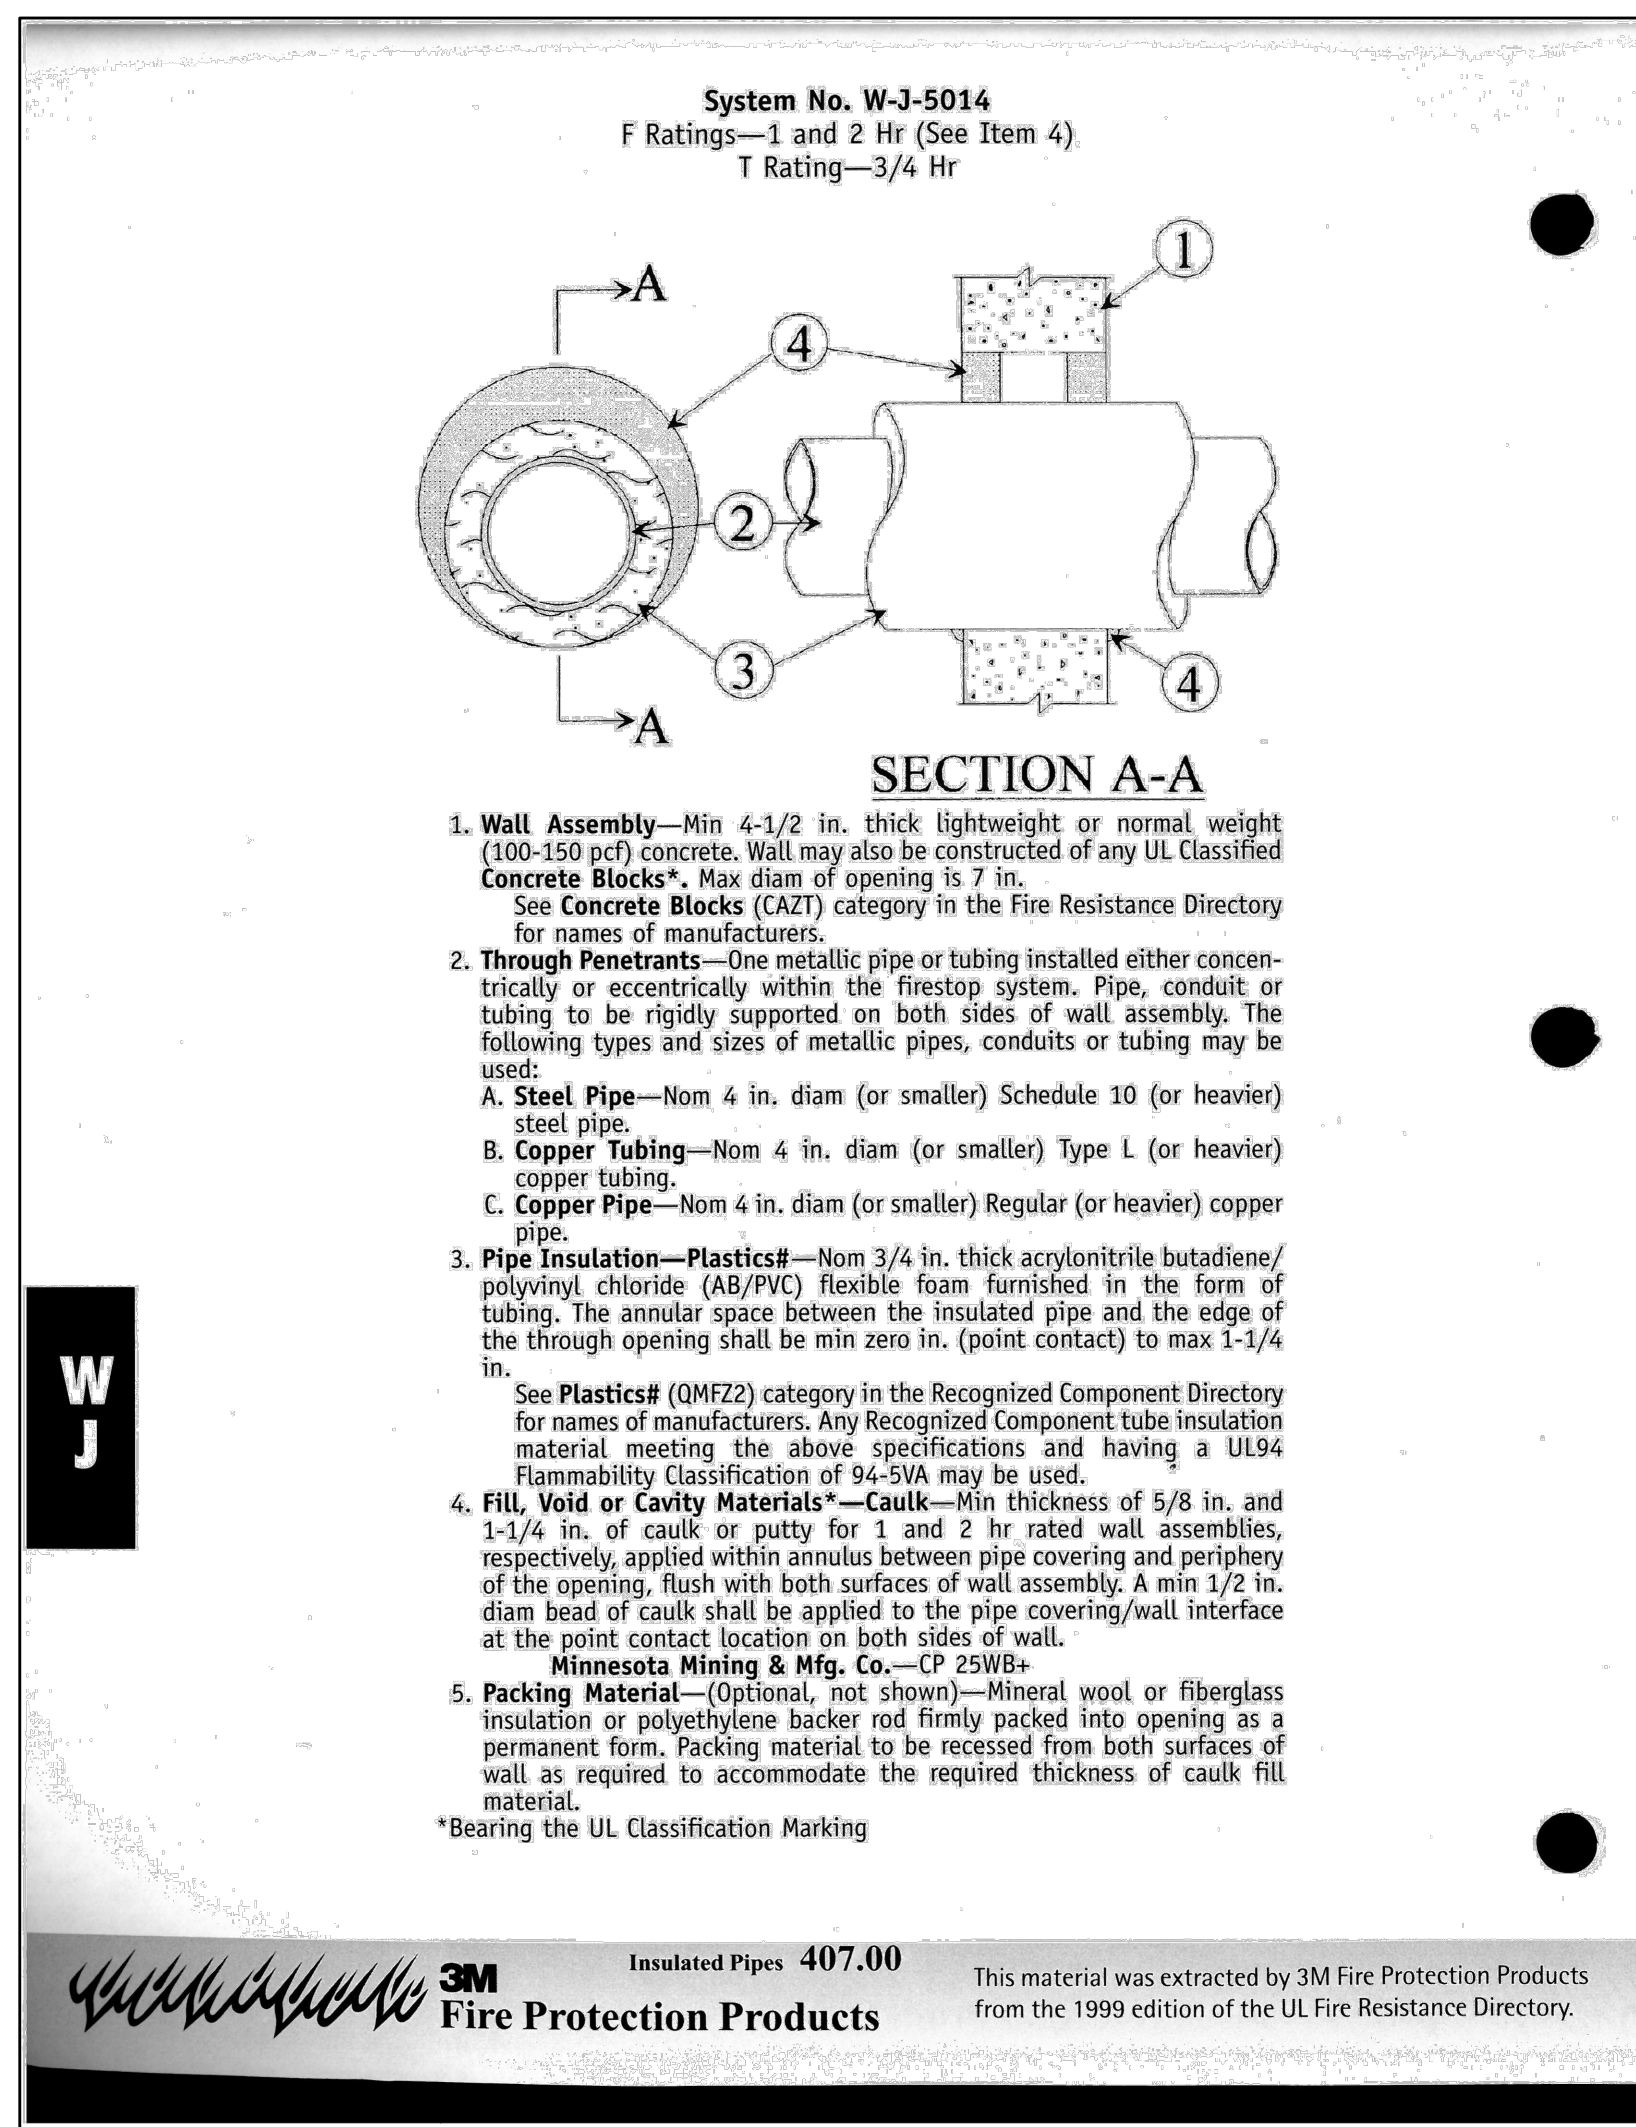 System No. W-J-5014
F Ratings—1 and 2 Hr (See Item 4)
T Rating—3/4 Hr
A
1
4
2
3
4
A
SECTION A-A
1. Wall Assembly—Min 4-1/2 in. thick lightweight or normal weight
(100-150 pcf) concrete. Wall may also be constructed of any UL Classified
Concrete Blocks*. Max diam of opening is 7 in.
See Concrete Blocks (CAZT) category in the Fire Resistance Directory
for names of manufacturers.
2. Through Penetrants—One metallic pipe or tubing installed either concen-
trically or eccentrically within the firestop system. Pipe, conduit or
tubing to be rigidly supported on both sides of wall assembly. The
following types and sizes of metallic pipes, conduits or tubing may be
used:
A. Steel Pipe—Nom 4 in. diam (or smaller) Schedule 10 (or heavier)
steel pipe.
B. Copper Tubing—Nom 4 in. diam (or smaller) Type L (or heavier)
copper tubing.
C. Copper Pipe—Nom 4 in. diam (or smaller) Regular (or heavier) copper
pipe.
3. Pipe Insulation—Plastics#—Nom 3/4 in. thick acrylonitrile butadiene/
polyvinyl chloride (AB/PVC) flexible foam furnished in the form of
tubing. The annular space between the insulated pipe and the edge of
the through opening shall be min zero in. (point contact) to max 1-1/4
in.
See Plastics# (QMFZ2) category in the Recognized Component Directory
for names of manufacturers. Any Recognized Component tube insulation
material meeting the above specifications and having a UL94
Flammability Classification of 94-5VA may be used.
4. Fill, Void or Cavity Materials*—Caulk—Min thickness of 5/8 in. and
1-1/4 in. of caulk or putty for 1 and 2 hr rated wall assemblies,
respectively, applied within annulus between pipe covering and periphery
of the opening, flush with both surfaces of wall assembly. A min 1/2 in.
diam bead of caulk shall be applied to the pipe covering/wall interface
at the point contact location on both sides of wall.
Minnesota Mining & Mfg. Co.—CP 25WB+
5. Packing Material—(Optional, not shown)—Mineral wool or fiberglass
insulation or polyethylene backer rod firmly packed into opening as a
permanent form. Packing material to be recessed from both surfaces of
wall as required to accommodate the required thickness of caulk fill
material.
*Bearing the UL Classification Marking
W
J
3M
Fire Protection Products
Insulated Pipes 407.00
This material was extracted by 3M Fire Protection Products
from the 1999 edition of the UL Fire Resistance Directory.